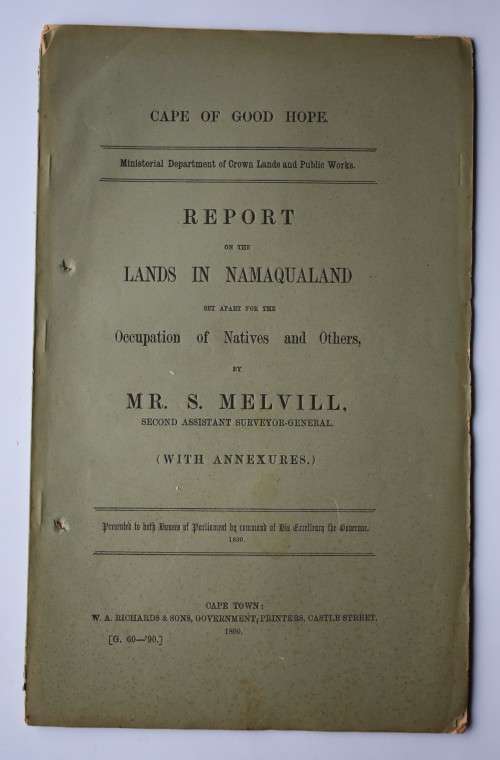 CAPE OF GOOD HOPE.
Ministerial Department of Crown Lands and Public Works.
REPORT
ON THE
LANDS IN NAMAQUALAND
SET APART FOR THE
Occupation of Natives and Others,
BY
MR. S. MELVILL,
SECOND ASSISTANT SURVEYOR-GENERAL.
(WITH ANNEXURES.)
Presented to both Houses of Parliament by command of His Excellency the Governor.
1890.
CAPE TOWN:
W. A. RICHARDS & SONS, GOVERNMENT, PRINTERS, CASTLE STREET.
1890.
[G. 60—'90.]